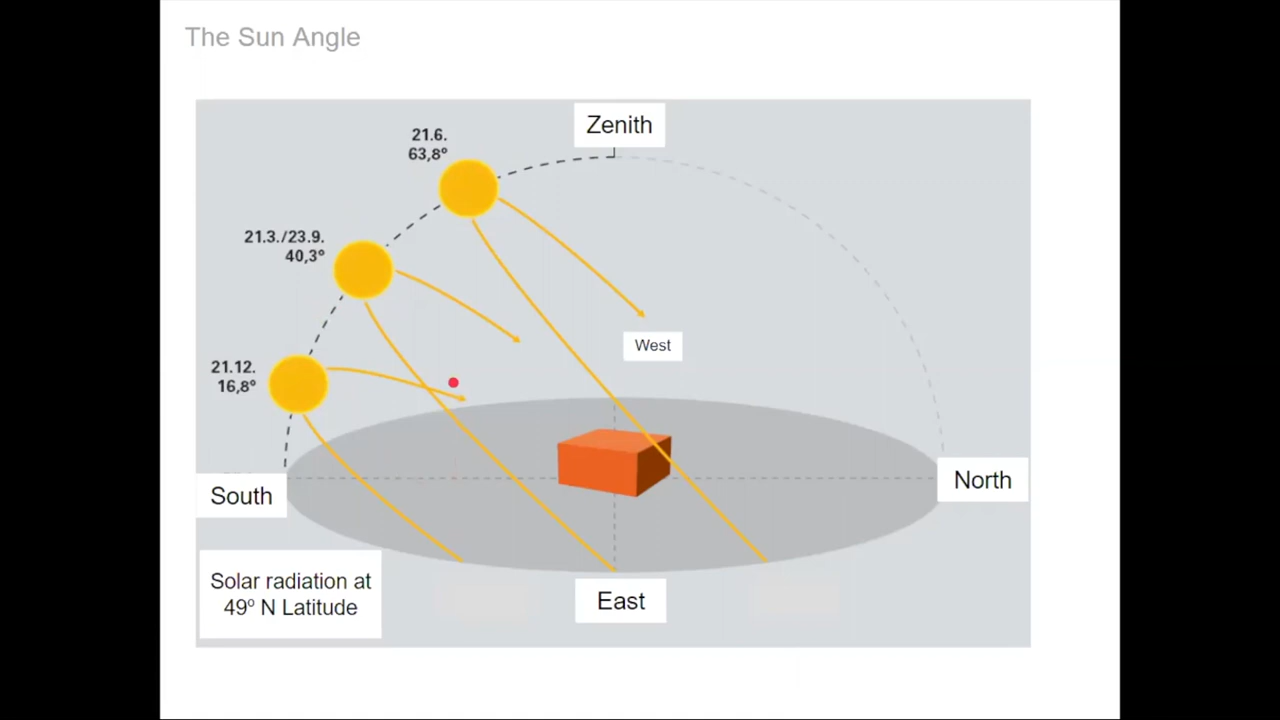 The Sun Angle
Zenith
21.6.
63,8°
21.3./23.9.
40,3°
West
21.12.
16,8°
South
North
Solar radiation at
49º N Latitude
East